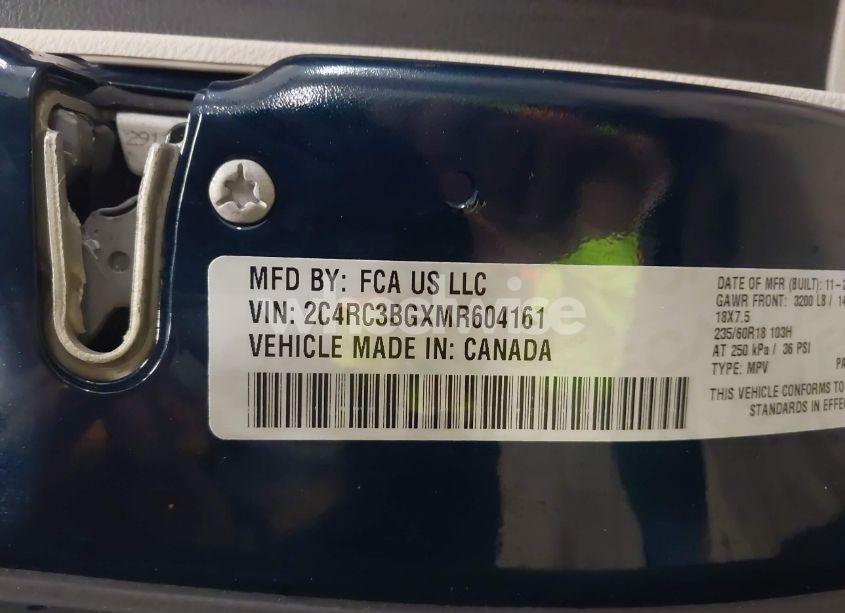 291
MFD BY: FCA US LLC
VIN: 2C4RC3BGXMR604161
VEHICLE MADE IN: CANADA
DATE OF MFR (BUILT): 11-2
GAWR FRONT: 3200 LB / 14
18X7.5
235/60R18 103H
AT 250 kPa / 36 PSI
TYPE: MPV PA
THIS VEHICLE CONFORMS TO
STANDARDS IN EFFE